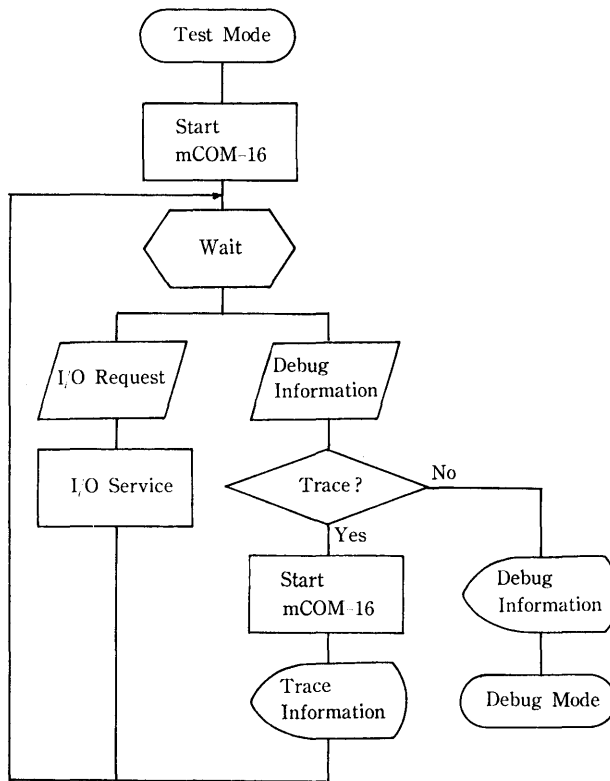 Test Mode
Start
mCOM-16
Wait
I/O Request
Debug
Information
I/O Service
Trace?
No
Yes
Start
mCOM-16
Debug
Information
Trace
Information
Debug Mode